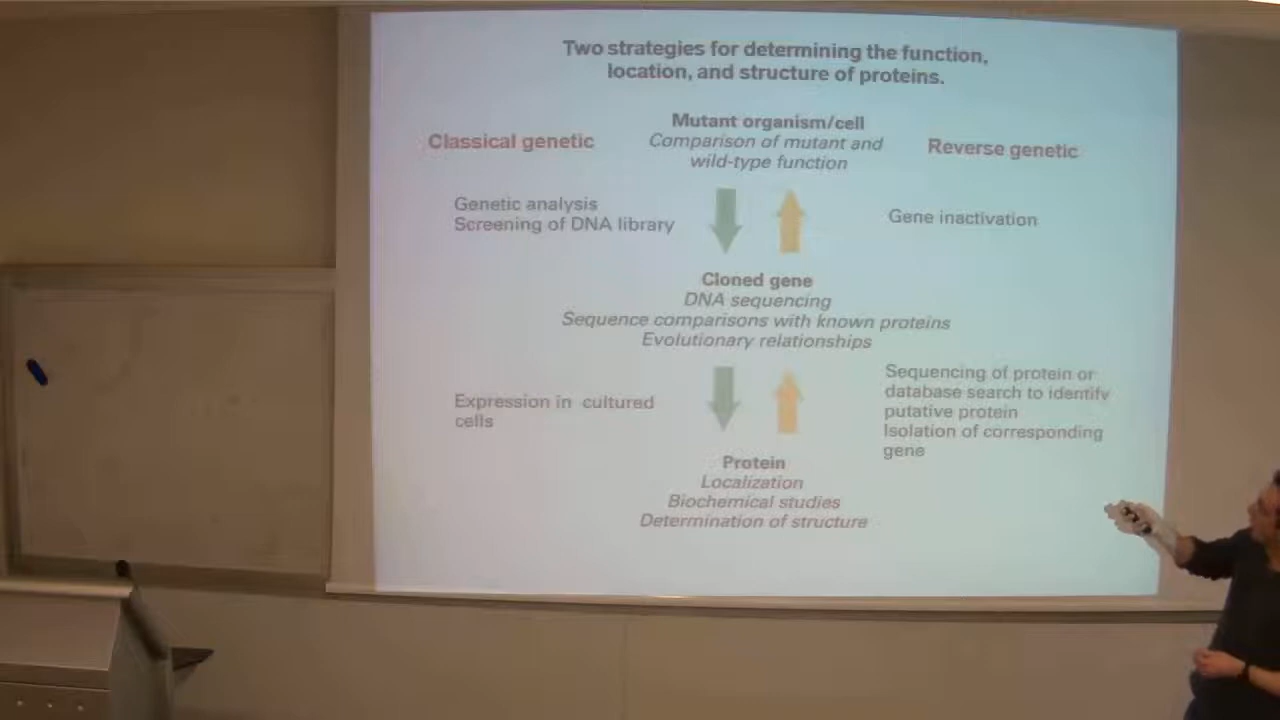 Two strategies for determining the function,
location, and structure of proteins.
Mutant organism/cell
Classical genetic
Comparison of mutant and
wild-type function
Reverse genetic
Genetic analysis
Screening of DNA library
Gene inactivation
Cloned gene
DNA sequencing
Sequence comparisons with known proteins
Evolutionary relationships
Expression in cultured
cells
Sequencing of protein or
database search to identify
putative protein
Isolation of corresponding
gene
Protein
Localization
Biochemical studies
Determination of structure